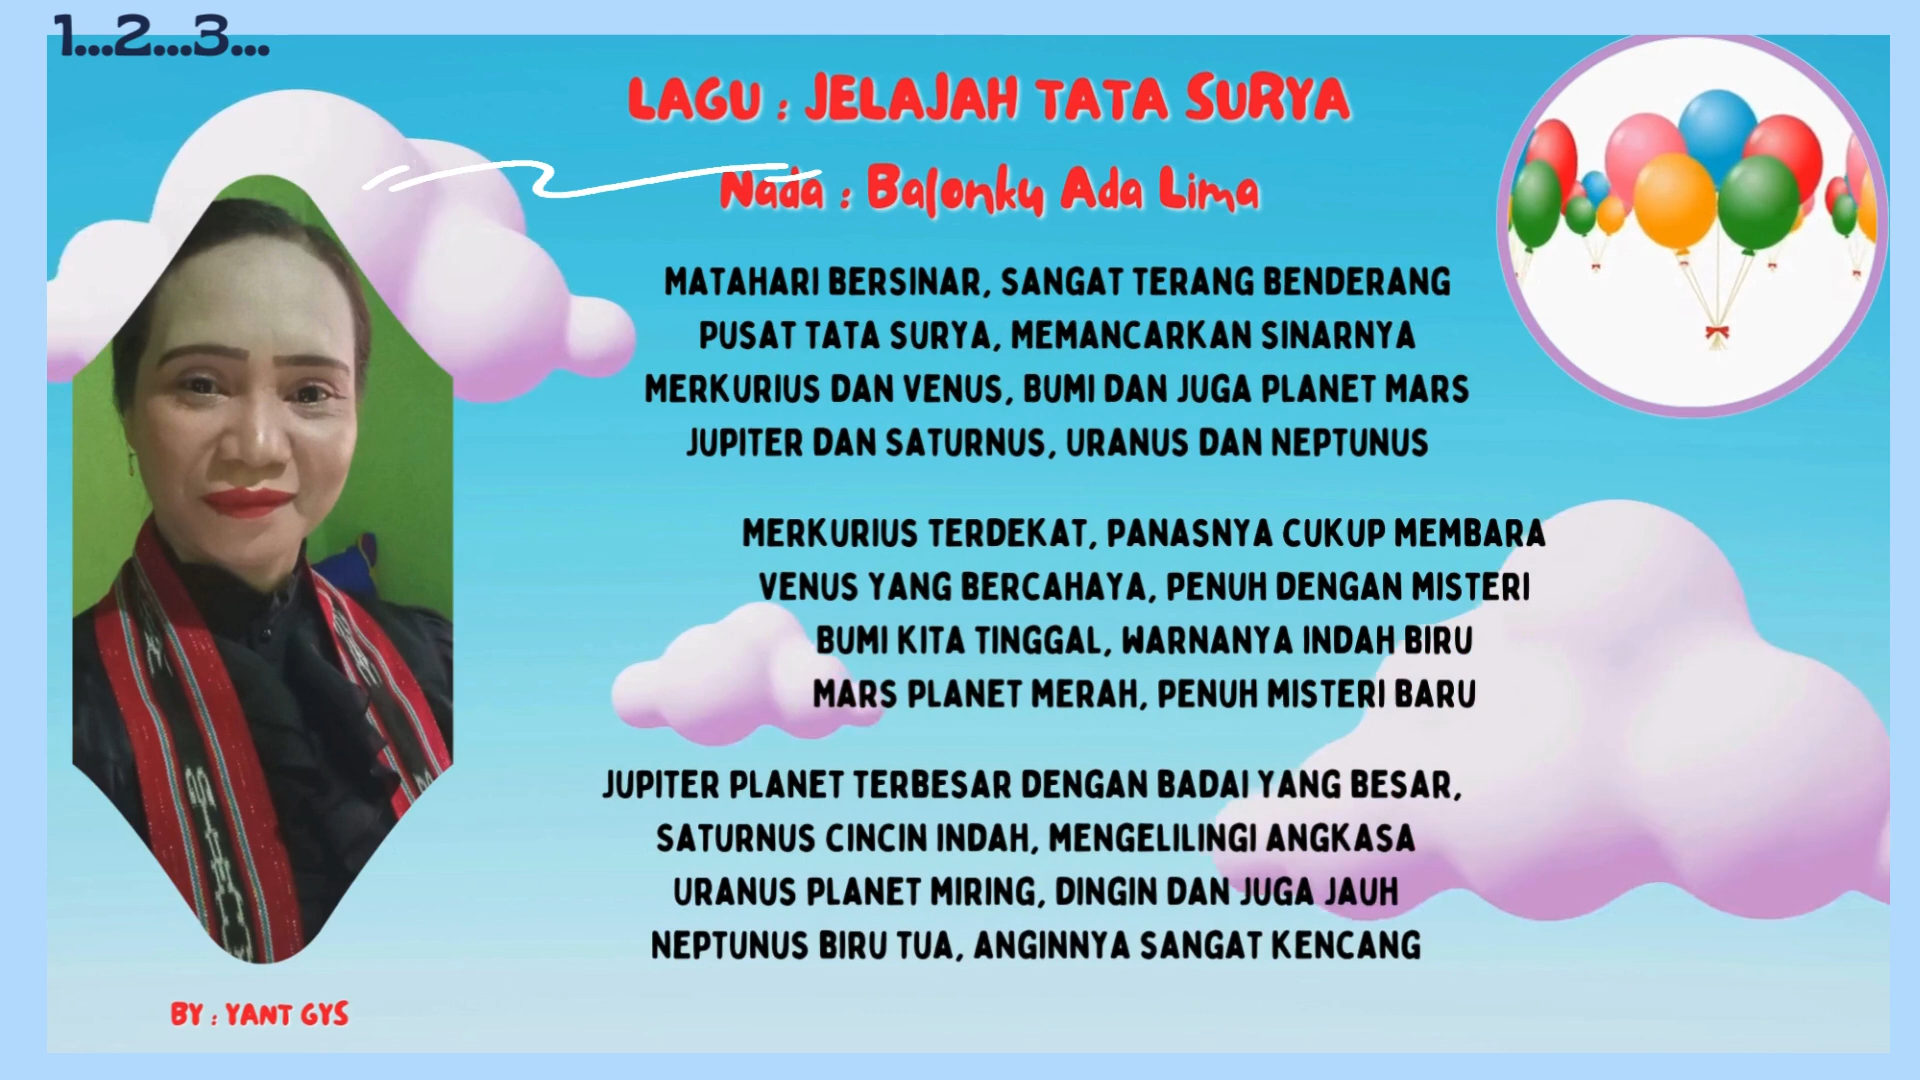 1...2...3...
LAGU : JELAJAH TATA SURYA
Nada : Balonku Ada Lima
MATAHARI BERSINAR, SANGAT TERANG BENDERANG
PUSAT TATA SURYA, MEMANCARKAN SINARNYA
MERKURIUS DAN VENUS, BUMI DAN JUGA PLANET MARS
JUPITER DAN SATURNUS, URANUS DAN NEPTUNUS
MERKURIUS TERDEKAT, PANASNYA CUKUP MEMBARA
VENUS YANG BERCAHAYA, PENUH DENGAN MISTERI
BUMI KITA TINGGAL, WARNANYA INDAH BIRU
MARS PLANET MERAH, PENUH MISTERI BARU
JUPITER PLANET TERBESAR DENGAN BADAI YANG BESAR,
SATURNUS CINCIN INDAH, MENGELILINGI ANGKASA
URANUS PLANET MIRING, DINGIN DAN JUGA JAUH
NEPTUNUS BIRU TUA, ANGINNYA SANGAT KENCANG
BY : YANT GYS